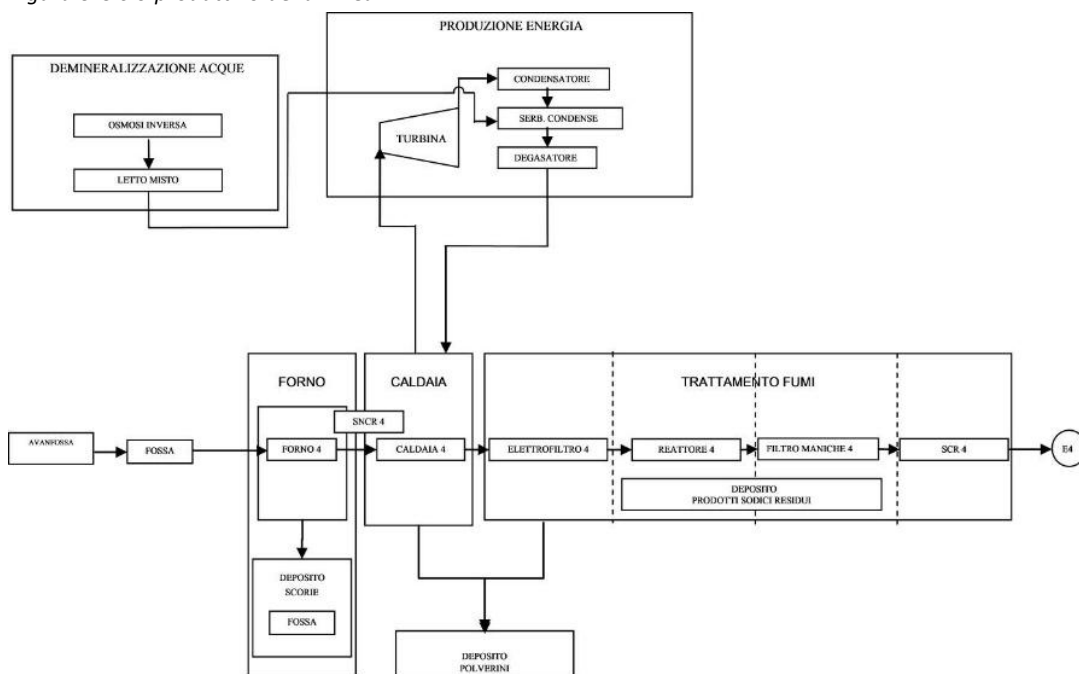 PRODUZIONE ENERGIA
DEMINERALIZZAZIONE ACQUE
CONDENSATORE
OSMOSI INVERSA
SERB. CONDENSE
TURBINA
DEGASATORE
LETTO MISTO
FORNO
CALDAIA
TRATTAMENTO FUMI
SNCR 4
AVANFOSSA
FOSSA
FORNO 4
CALDAIA 4
ELETTROFILTRO 4
REATTORE 4
FILTRO MANICHE 4
SCR 4
E4
DEPOSITO
PRODOTTI SODICI RESIDUI
DEPOSITO
SCORIE
FOSSA
DEPOSITO
POLVERINI